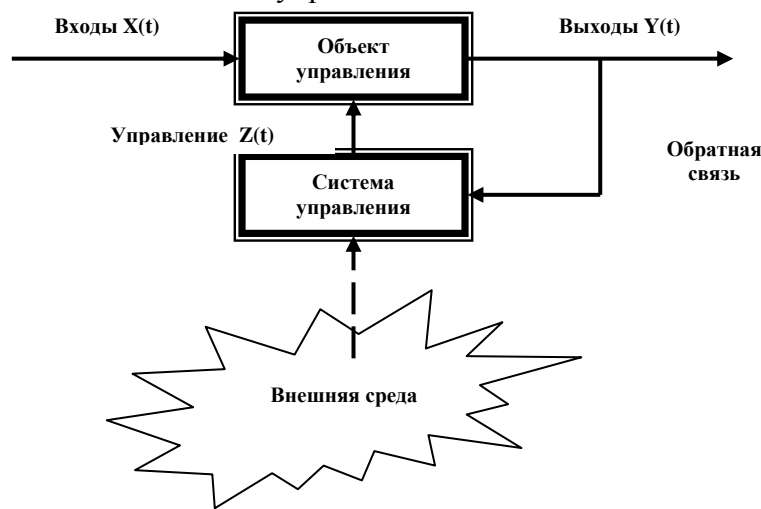 Входы X(t)
Объект
управления
Выходы Y(t)
Управление Z(t)
Обратная
связь
Система
управления
Внешняя среда